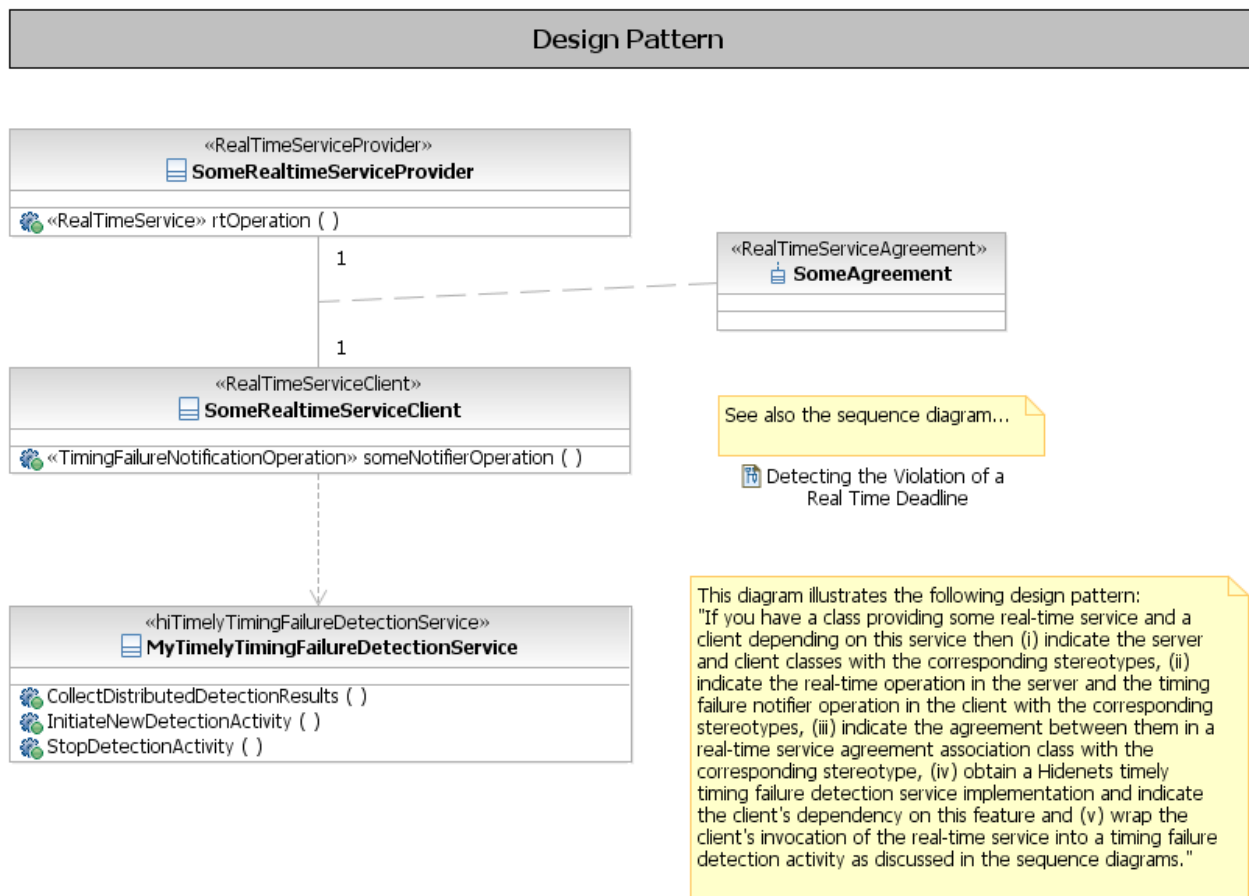 Design Pattern
«RealTimeServiceProvider»
SomeRealtimeServiceProvider
«RealTimeService» rtOperation ( )
1
1
«RealTimeServiceAgreement»
SomeAgreement
«RealTimeServiceClient»
SomeRealtimeServiceClient
«TimingFailureNotificationOperation» someNotifierOperation ( )
See also the sequence diagram...
Detecting the Violation of a
Real Time Deadline
«hiTimelyTimingFailureDetectionService»
MyTimelyTimingFailureDetectionService
CollectDistributedDetectionResults ( )
InitiateNewDetectionActivity ( )
StopDetectionActivity ( )
This diagram illustrates the following design pattern:
"If you have a class providing some real-time service and a
client depending on this service then (i) indicate the server
and client classes with the corresponding stereotypes, (ii)
indicate the real-time operation in the server and the timing
failure notifier operation in the client with the corresponding
stereotypes, (iii) indicate the agreement between them in a
real-time service agreement association class with the
corresponding stereotype, (iv) obtain a Hidenets timely
timing failure detection service implementation and indicate
the client's dependency on this feature and (v) wrap the
client's invocation of the real-time service into a timing failure
detection activity as discussed in the sequence diagrams."